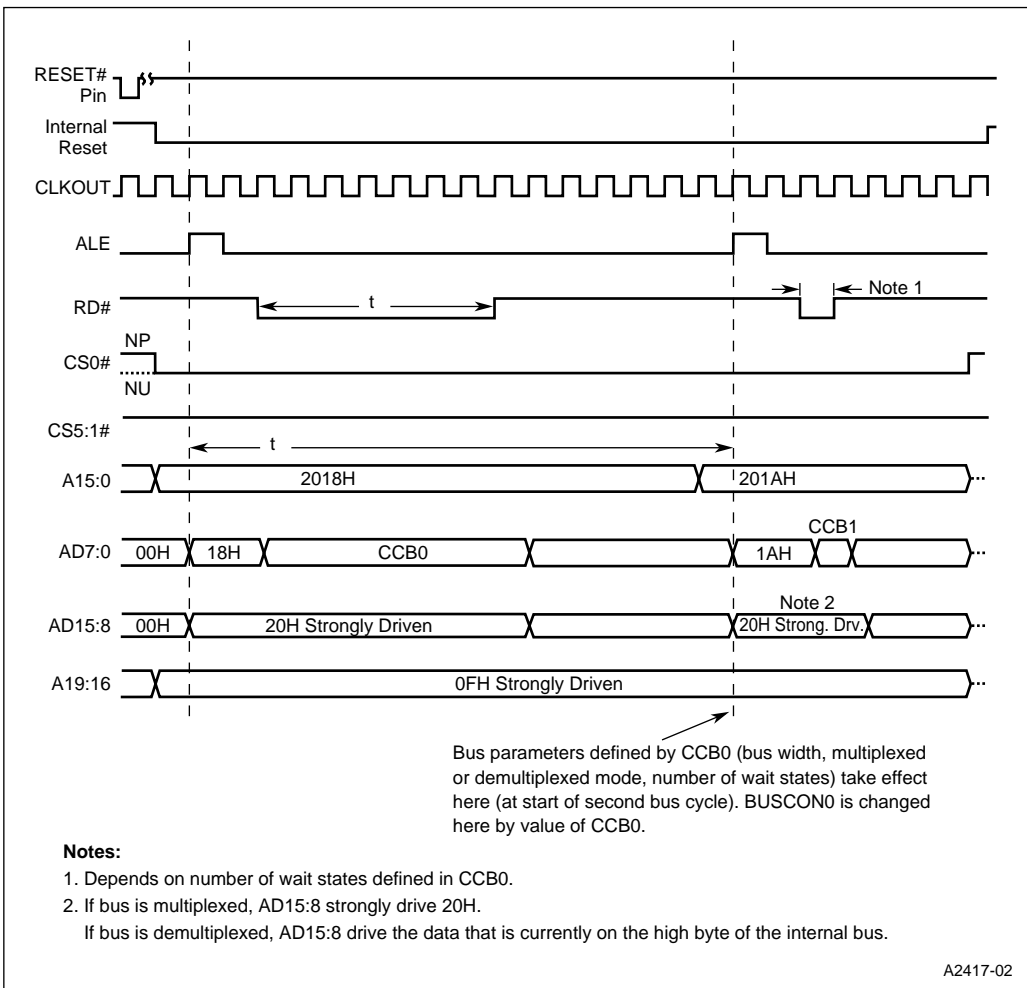 RESET#
Pin
Internal
Reset
CLKOUT
ALE
RD#
t
Note 1
NP
CS0#
NU
CS5:1#
t
A15:0
2018H
201AH
CCB1
AD7:0
00H
18H
CCB0
1AH
Note 2
AD15:8
00H
20H Strongly Driven
20H Strong. Drv.
A19:16
0FH Strongly Driven
Bus parameters defined by CCB0 (bus width, multiplexed
or demultiplexed mode, number of wait states) take effect
here (at start of second bus cycle). BUSCON0 is changed
here by value of CCB0.
Notes:
1. Depends on number of wait states defined in CCB0.
2. If bus is multiplexed, AD15:8 strongly drive 20H.
If bus is demultiplexed, AD15:8 drive the data that is currently on the high byte of the internal bus.
A2417-02